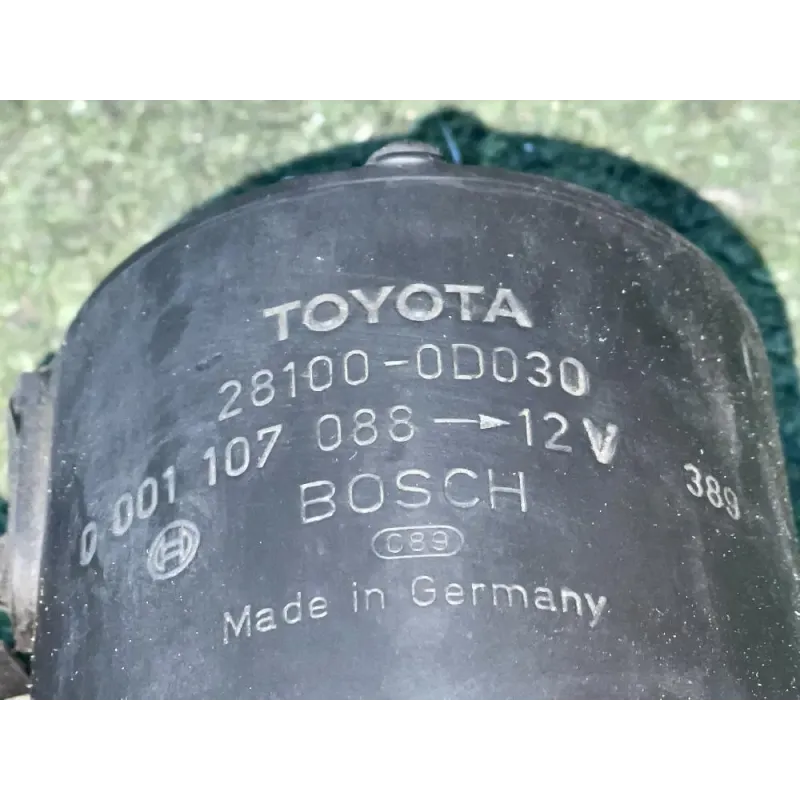 TOYOTA
28100-0D030
0 001 107 088 → 12V
389
BOSCH
C89
Made in Germany